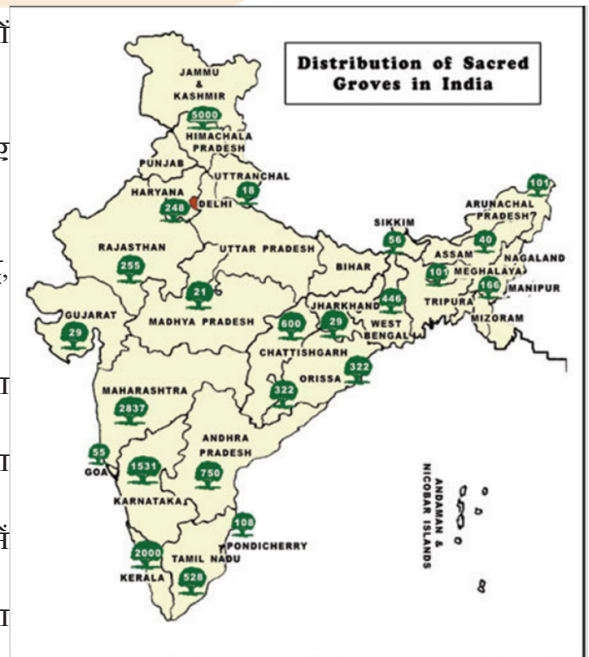 Distribution of Sacred
Groves in India
JAMMU
&
KASHMIR
5000
HIMACHALA
PRADESH
PUNJAB
UTTRANCHAL
18
HARYANA
248
DELHI
101
ARUNACHAL
PRADESH?
SIKKIM
56
40
ASSAM
NAGALAND
RAJASTHAN
255
UTTAR PRADESH
BIHAR
101
MEGHALAYA
166
MANIPUR
TRIPURA
MIZORAM
21
MADHYA PRADESH
JHARKHAND
29
446
WEST
BENGAL
GUJARAT
29
600
CHATTISHGARH
322
ORISSA
322
MAHARASHTRA
2837
ANDHRA
PRADESH
750
55
GOA
1531
KARNATAKA
108
PONDICHERRY
2000
KERALA
TAMIL NADU
528
ANDAMAN &
NICOBAR ISLANDS